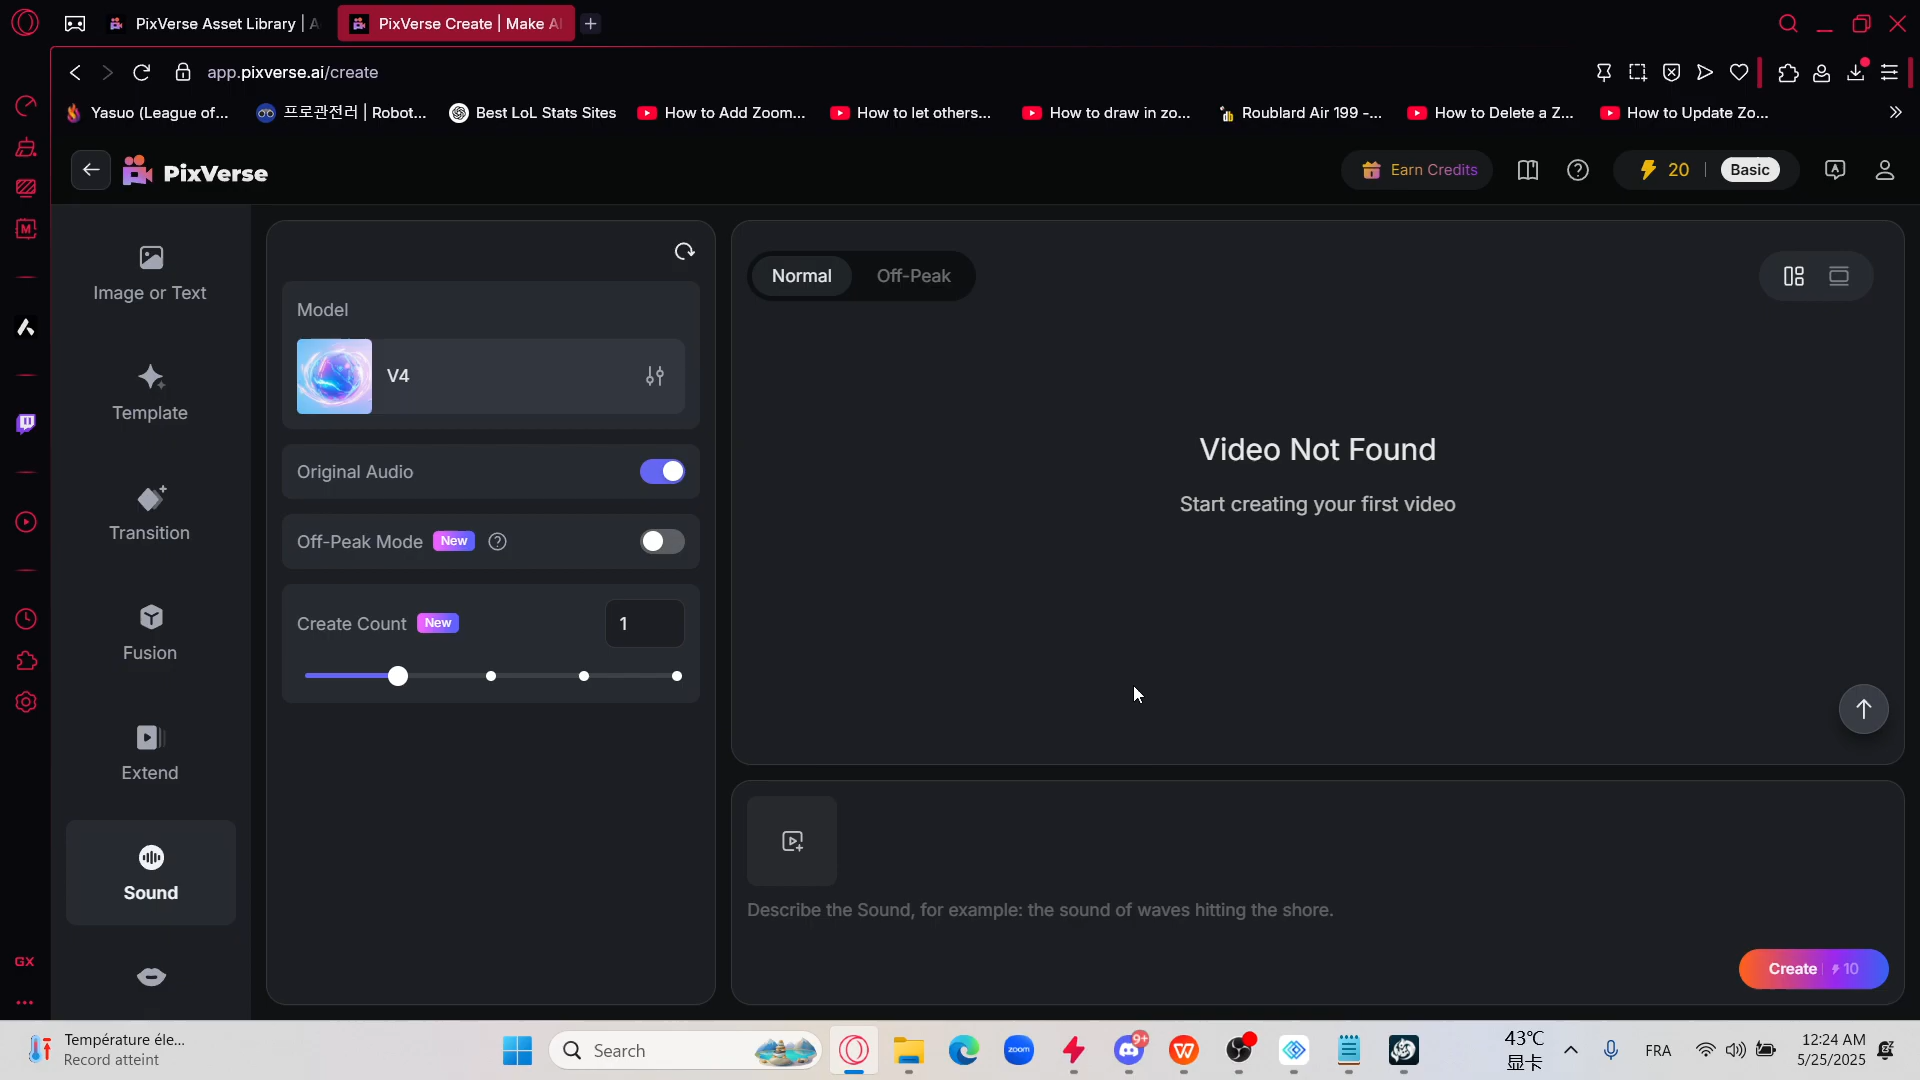 PixVerse Asset Library | A
PixVerse Create | Make AI
app.pixverse.ai/create
Yasuo (League of...
프로관전러 | Robot...
Best LoL Stats Sites
How to Add Zoom...
How to let others...
How to draw in zo...
Roublard Air 199 -...
How to Delete a Z...
How to Update Zo...
PixVerse
Earn Credits
20
Basic
Image or Text
Template
Transition
Fusion
Extend
Sound
Model
V4
Original Audio
Off-Peak Mode New
Create Count New
1
Normal
Off-Peak
Video Not Found
Start creating your first video
Describe the Sound, for example: the sound of waves hitting the shore.
Create 10
GX
Température éle...
Record atteint
Search
zoom
9+
43℃
显卡
FRA
12:24 AM
5/25/2025